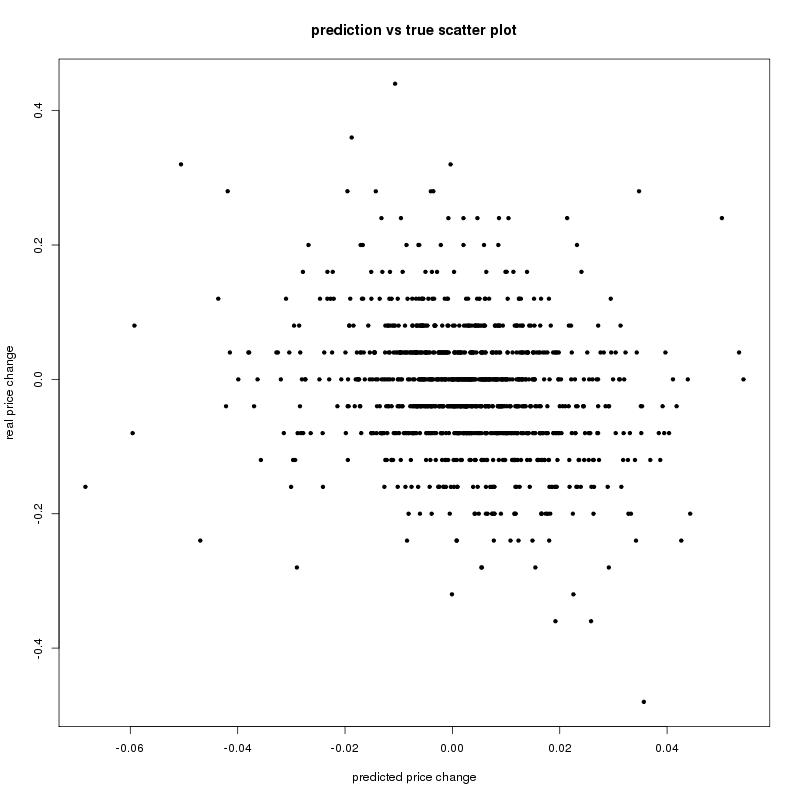 prediction vs true scatter plot
real price change
0.4
0.2
0.0
-0.2
-0.4
-0.06 -0.04 -0.02 0.00 0.02 0.04
predicted price change